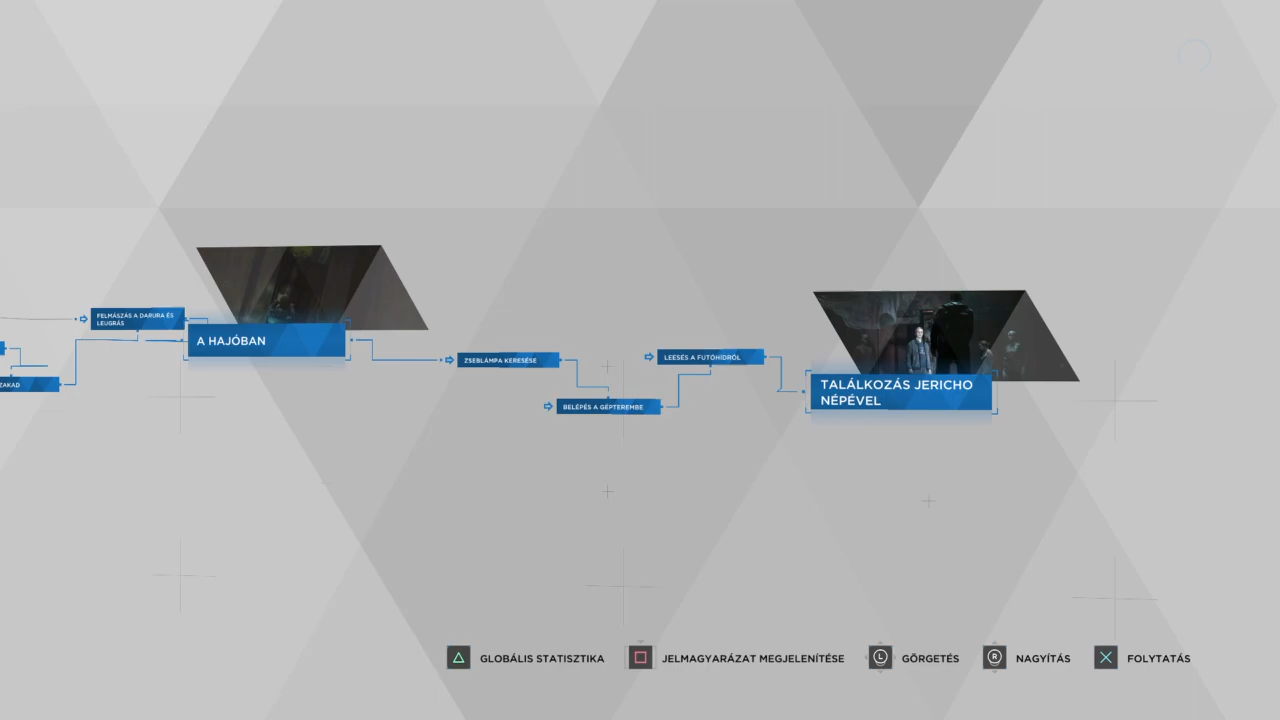 FELMÁSZÁS A DARURA ÉS
LEUGRÁS
A HAJÓBAN
ZAKAD
ZSEBLÁMPA KERESÉSE
BELÉPÉS A GÉPTEREMBE
LEESÉS A FUTÓHÍDRÓL
TALÁLKOZÁS JERICHO
NÉPÉVEL
GLOBÁLIS STATISZTIKA
JELMAGYARÁZAT MEGJELENÍTÉSE
L
GÖRGETÉS
R
NAGYÍTÁS
FOLYTATÁS